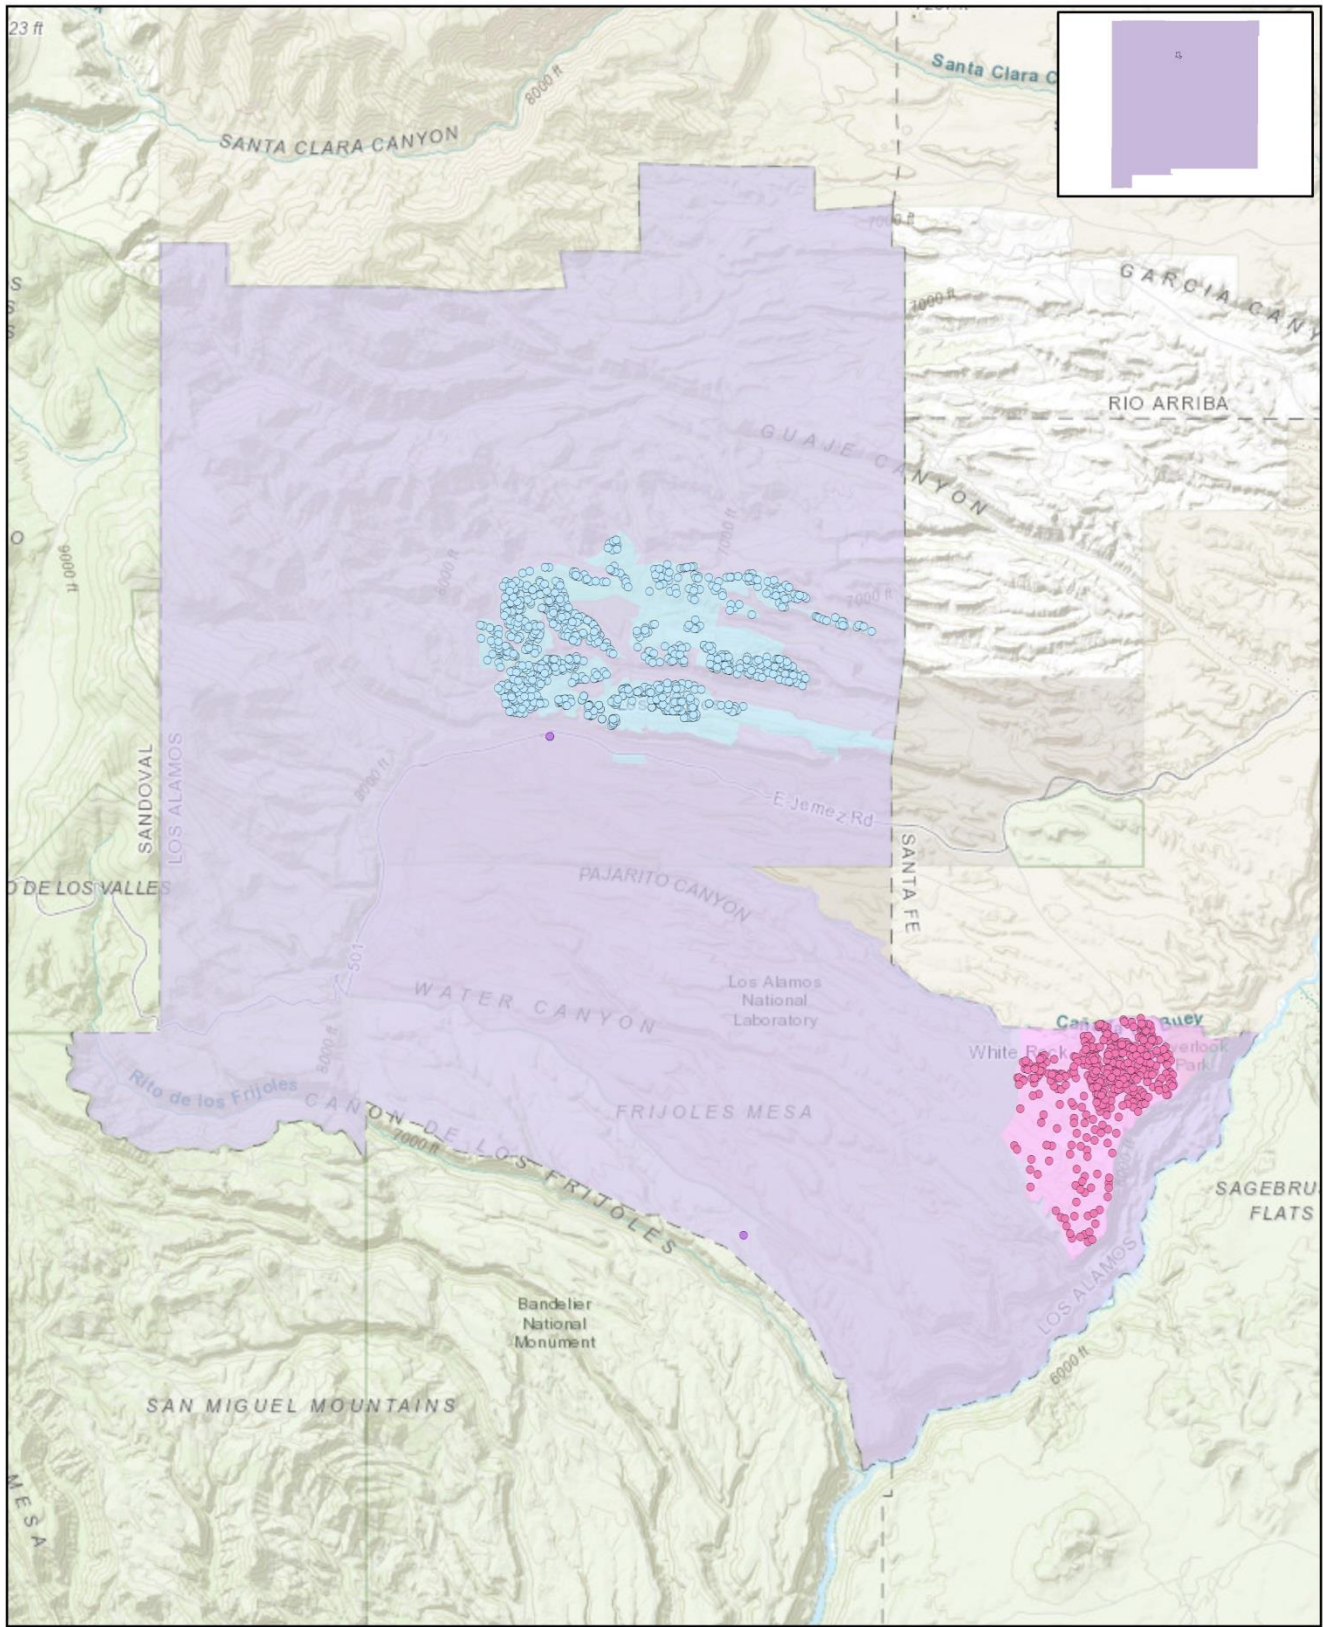 23 ft
Santa Clara C
8000 ft
SANTA CLARA CANYON
7000 ft
GARCIA CANY
7000 ft
S
S
S
RIO ARRIBA
GUAJE CANYON
7000 ft
O
9000 ft
8000 ft
7000 ft
SANDOVAL
LOS ALAMOS
8000 ft
E Jemez Rd
SANTA FE
PAJARITO CANYON
O DE LOS VALLES
501
WATER CANYON
Los Alamos
National
Laboratory
8000 ft
Buey
White Rock
verlook
Park
Rito de los Frijoles
CAÑON DE LOS FRIJOLES
7000 ft
FRIJOLES MESA
SAGEBRU
FLATS
LOS ALAMOS
Bandelier
National
Monument
6000 ft
SAN MIGUEL MOUNTAINS
MESA